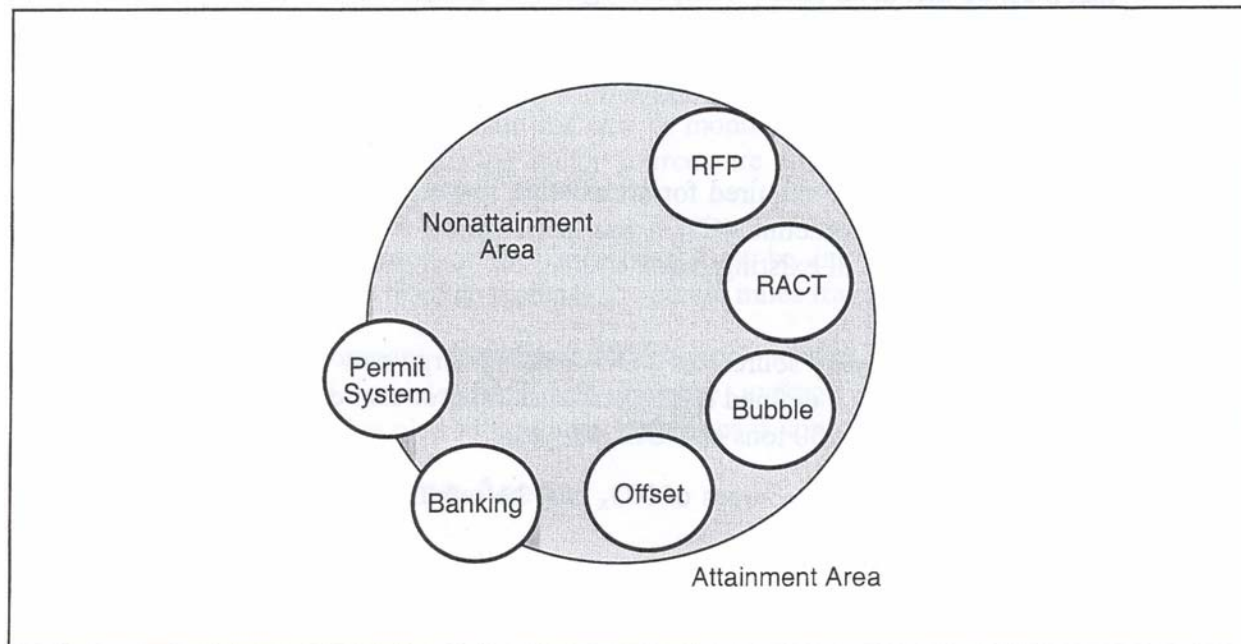 RFP
Nonattainment
Area
RACT
Permit
System
Bubble
Offset
Banking
Attainment Area